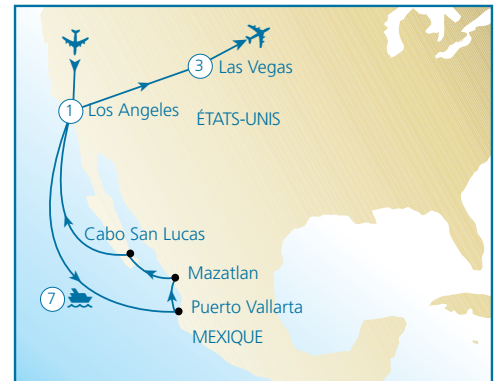 3 Las Vegas
1 Los Angeles
ÉTATS-UNIS
Cabo San Lucas
Mazatlan
7
Puerto Vallarta
MEXIQUE